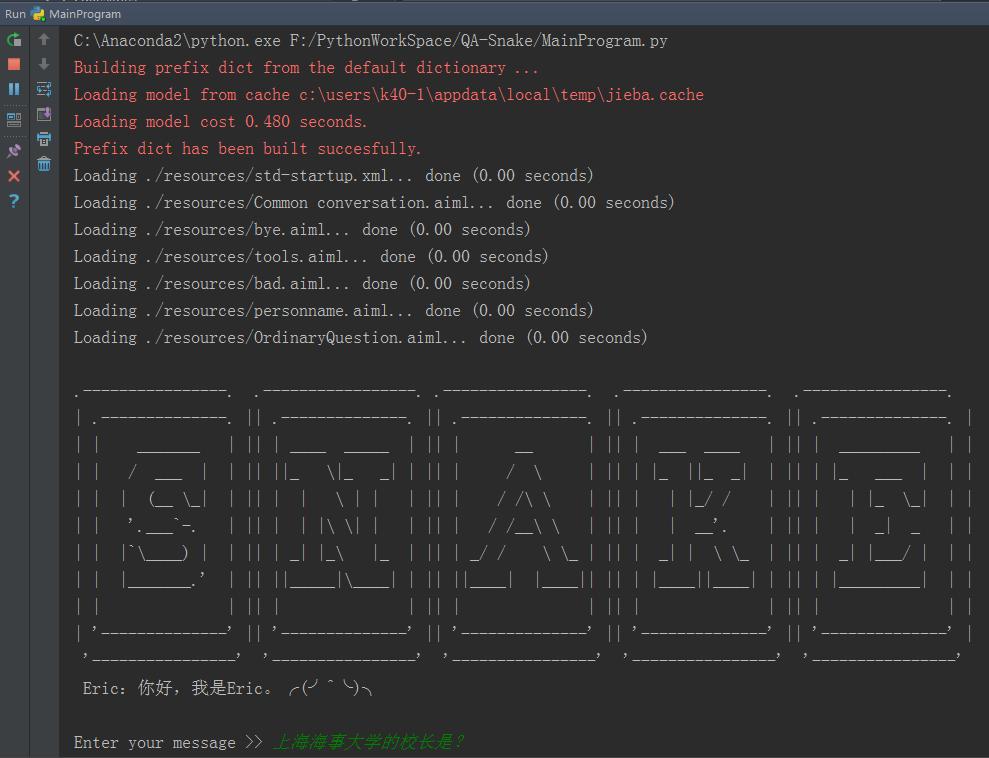 Run MainProgram
C:\Anaconda2\python.exe F:/PythonWorkSpace/QA-Snake/MainProgram.py
Building prefix dict from the default dictionary ...
Loading model from cache c:\users\k40-1\appdata\local\temp\jieba.cache
Loading model cost 0.480 seconds.
Prefix dict has been built succesfully.
Loading ./resources/std-startup.xml... done (0.00 seconds)
Loading ./resources/Common conversation.aiml... done (0.00 seconds)
Loading ./resources/bye.aiml... done (0.00 seconds)
Loading ./resources/tools.aiml... done (0.00 seconds)
Loading ./resources/bad.aiml... done (0.00 seconds)
Loading ./resources/personname.aiml... done (0.00 seconds)
Loading ./resources/OrdinaryQuestion.aiml... done (0.00 seconds)
SNAKE
Eric: 你好，我是Eric。 ╭(╯^╰)╮
Enter your message >> 上海海事大学的校长是？